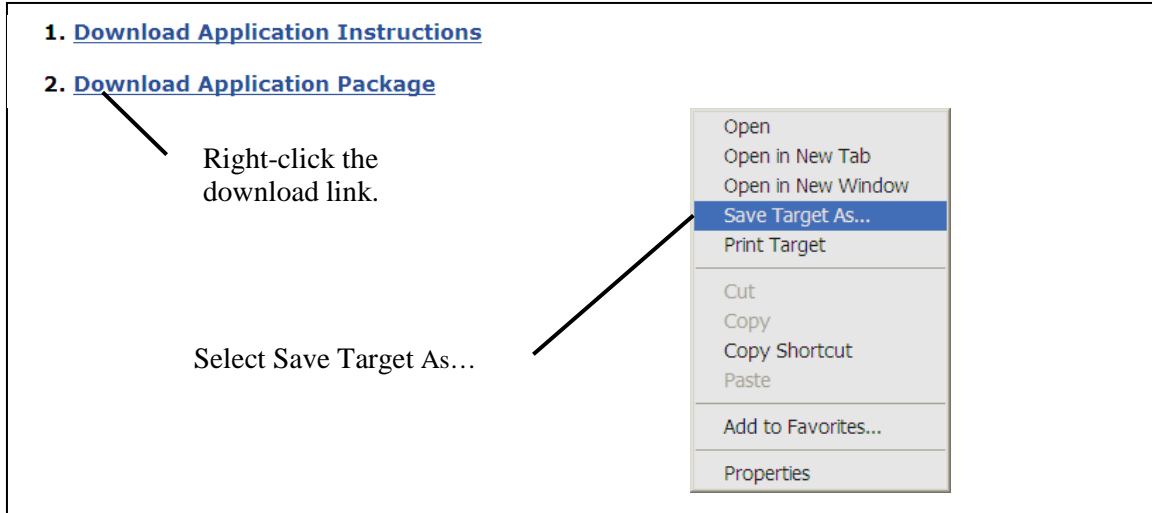 1. Download Application Instructions
2. Download Application Package
Right-click the
download link.
Select Save Target As…
Open
Open in New Tab
Open in New Window
Save Target As...
Print Target
Cut
Copy
Copy Shortcut
Paste
Add to Favorites...
Properties